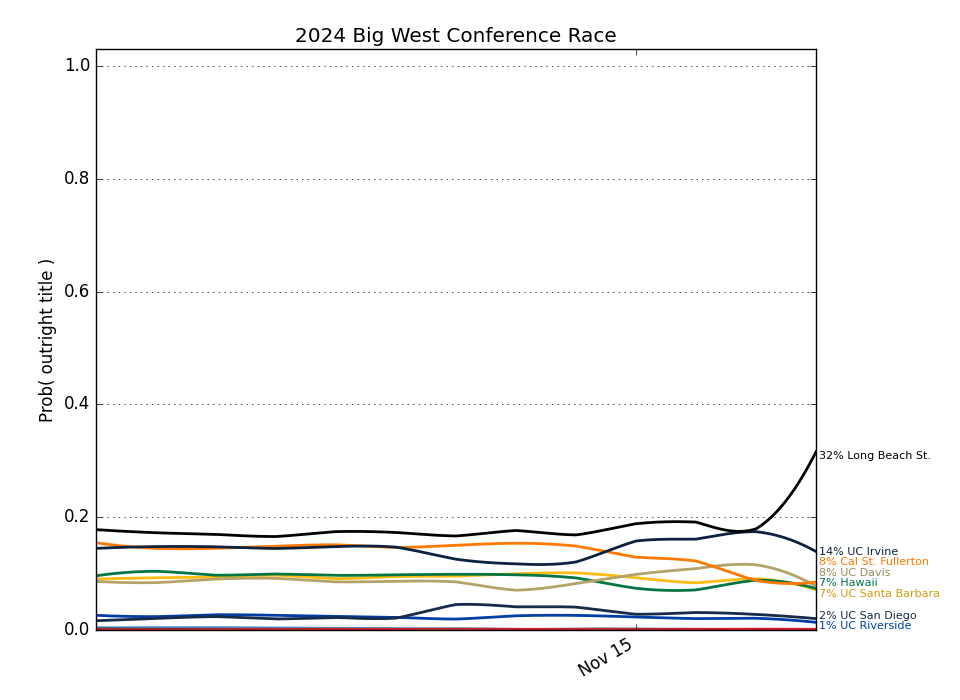 2024 Big West Conference Race
1.0
0.8
0.6
0.4
0.2
0.0
Prob( outright title )
Nov 15
32% Long Beach St.
14% UC Irvine
8% Cal St. Fullerton
8% UC Davis
7% Hawaii
7% UC Santa Barbara
2% UC San Diego
1% UC Riverside